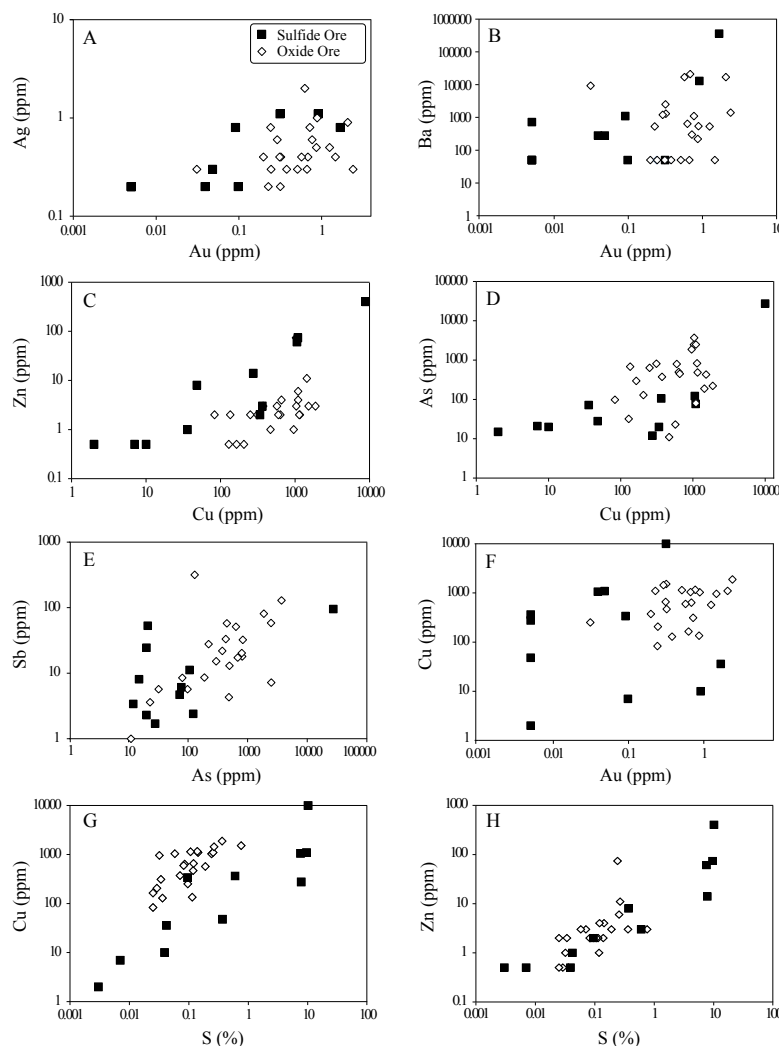 A
Sulfide Ore
Oxide Ore
10
1
0.1
Ag (ppm)
0.001 0.01 0.1 1
Au (ppm)
B
1000000
100000
10000
1000
100
10
1
Ba (ppm)
0.001 0.01 0.1 1 10
Au (ppm)
C
1000
100
10
1
0.1
Zn (ppm)
1 10 100 1000 10000
Cu (ppm)
D
100000
10000
1000
100
10
1
As (ppm)
1 10 100 1000 10000
Cu (ppm)
E
1000
100
10
1
Sb (ppm)
1 10 100 1000 10000 100000
As (ppm)
F
10000
1000
100
10
1
Cu (ppm)
0.001 0.01 0.1 1
Au (ppm)
G
10000
1000
100
10
1
Cu (ppm)
0.001 0.01 0.1 1 10 100
S (%)
H
1000
100
10
1
0.1
Zn (ppm)
0.001 0.01 0.1 1 10 100
S (%)